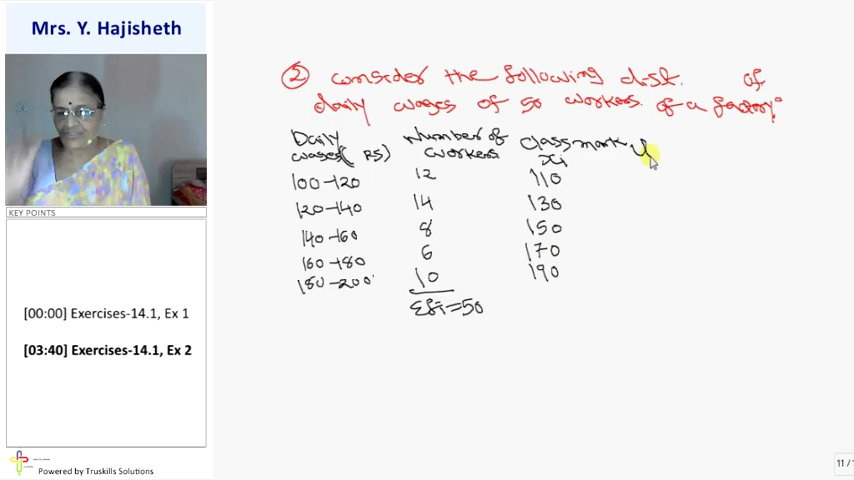 Mrs. Y. Hajisheth
KEY POINTS
[00:00] Exercises-14.1, Ex 1
[03:40] Exercises-14.1, Ex 2
Powered by Truskills Solutions
② Consider the following dist. of
daily wages of 50 workers of a factory
Daily wages (RS) Number of workers Class mark xi
100-120 12 110
120-140 14 130
140-160 8 150
160-180 6 170
180-200 10 190
Σfi=50
11 /